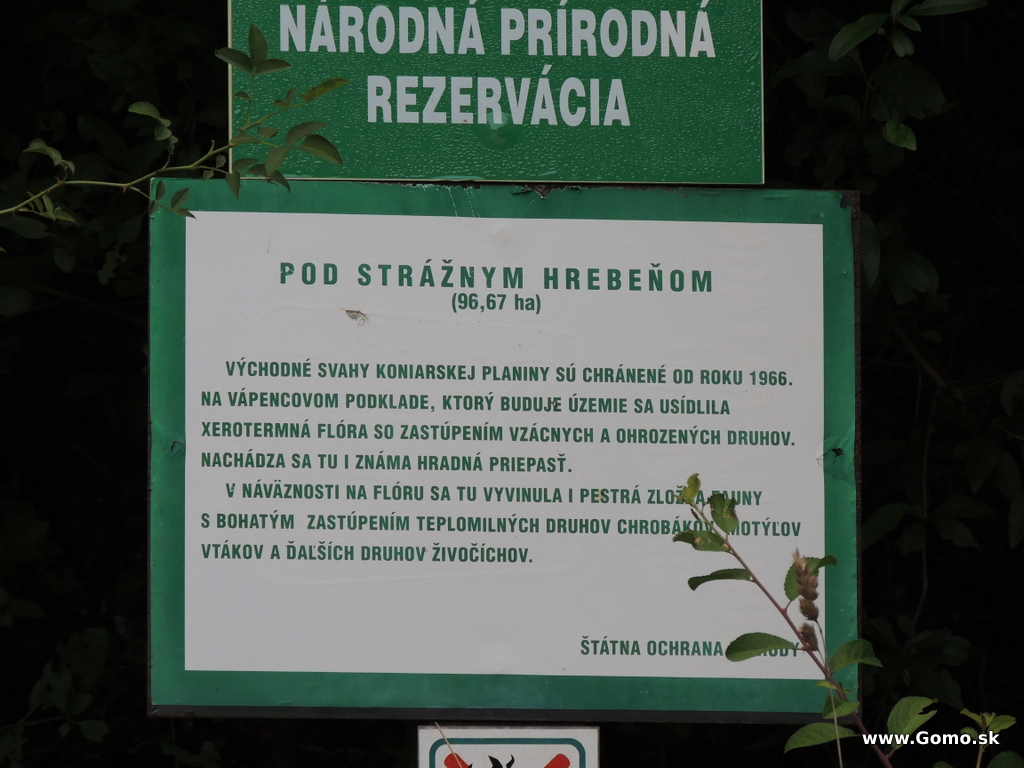 NÁRODNÁ PRÍRODNÁ
REZERVÁCIA
POD STRÁŽNYM HREBEŇOM
(96,67 ha)
VÝCHODNÉ SVAHY KONIARSKEJ PLANINY SÚ CHRÁNENÉ OD ROKU 1966.
NA VÁPENCOVOM PODKLADE, KTORÝ BUDUJE ÚZEMIE SA USÍDLILA
XEROTERMNÁ FLÓRA SO ZASTÚPENÍM VZÁCNYCH A OHROZENÝCH DRUHOV.
NACHÁDZA SA TU I ZNÁMA HRADNÁ PRIEPASŤ.
V NÁVÄZNOSTI NA FLÓRU SA TU VYVINULA I PESTRÁ ZLOŽKA FAUNY
S BOHATÝM ZASTÚPENÍM TEPLOMILNÝCH DRUHOV CHROBÁKOV MOTÝĽOV
VTÁKOV A ĎALŠÍCH DRUHOV ŽIVOČÍCHOV.
ŠTÁTNA OCHRANA
www.Gomo.sk